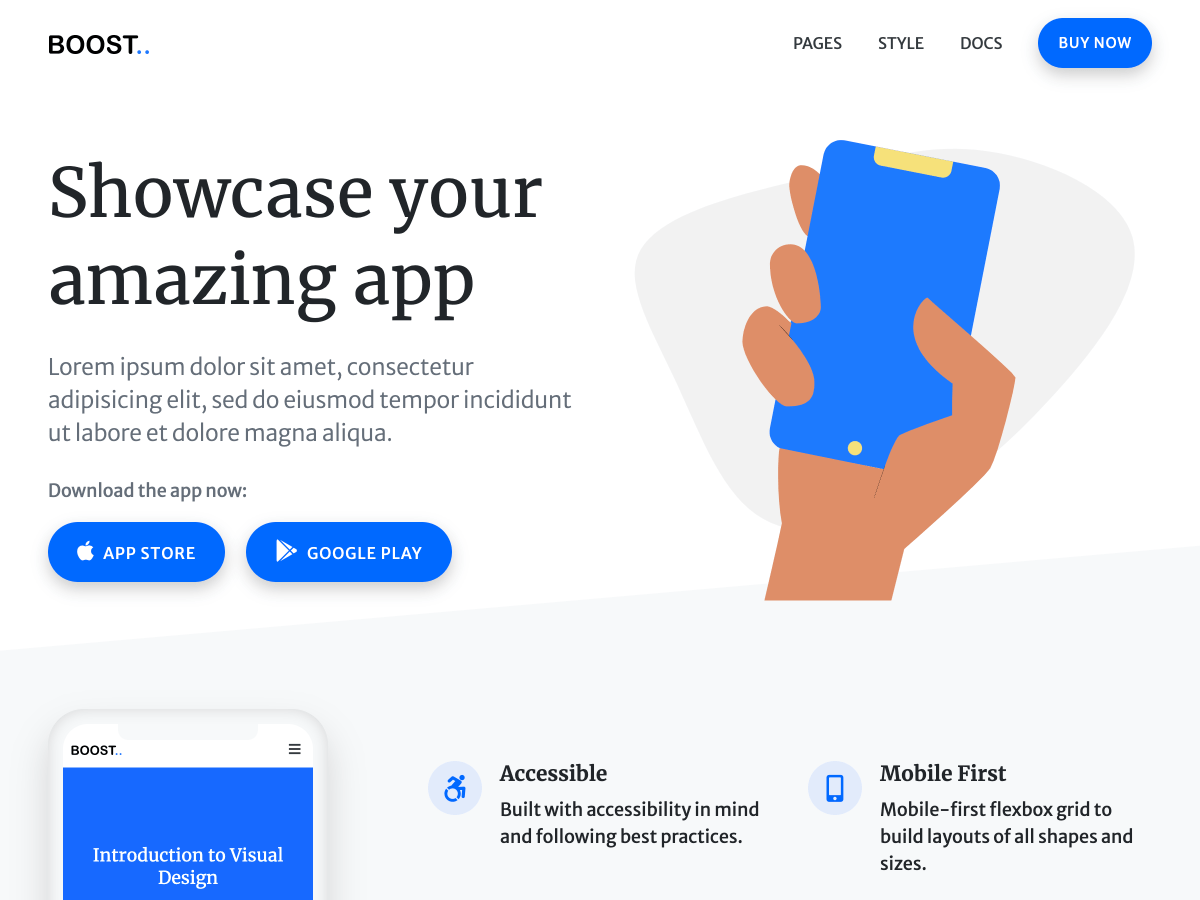 BOOST..
PAGES
STYLE
DOCS
BUY NOW
Showcase your
amazing app
Lorem ipsum dolor sit amet, consectetur
adipisicing elit, sed do eiusmod tempor incididunt
ut labore et dolore magna aliqua.
Download the app now:
APP STORE
GOOGLE PLAY
BOOST..
Introduction to Visual
Design
Accessible
Built with accessibility in mind
and following best practices.
Mobile First
Mobile-first flexbox grid to
build layouts of all shapes and
sizes.